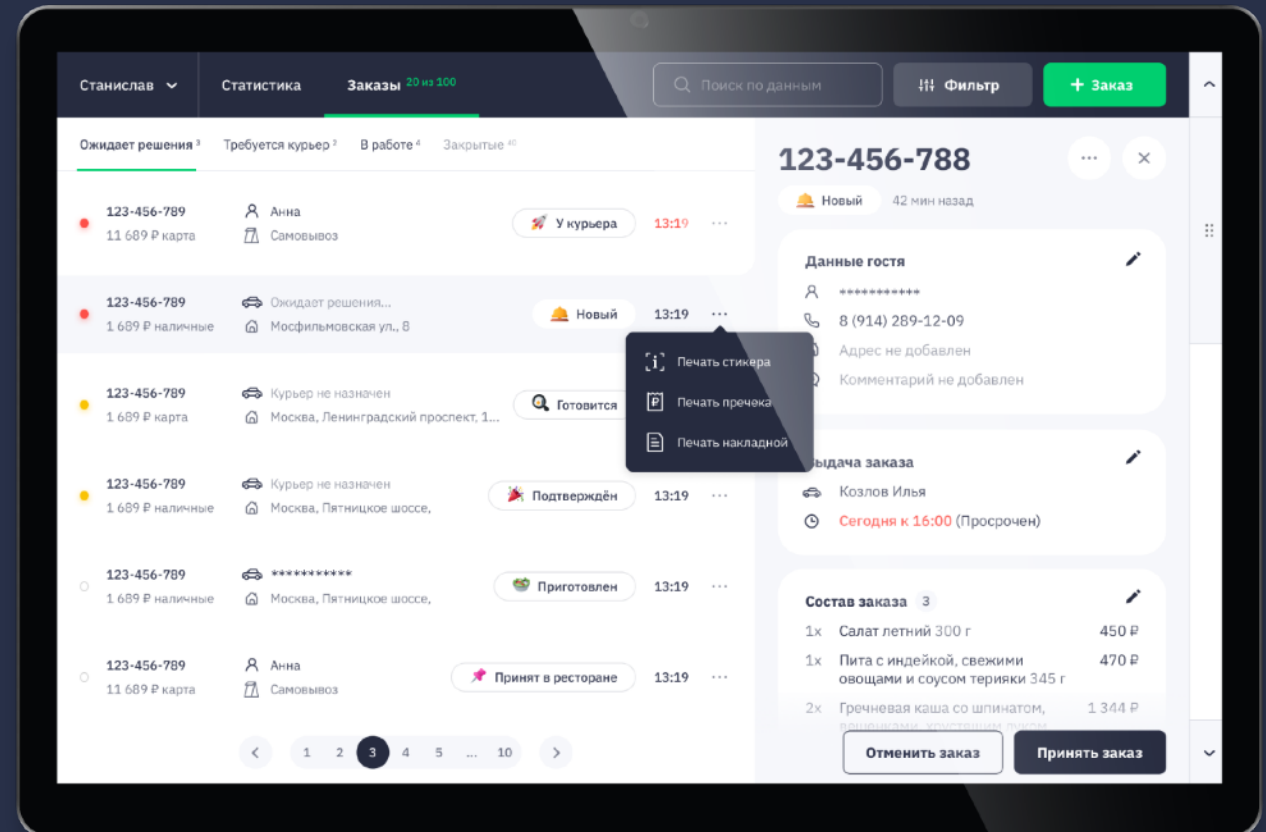 Станислав
Статистика
Заказы 20 из 100
Поиск по данным
Фильтр
+ Заказ
Ожидает решения 3
Требуется курьер 2
В работе 4
Закрытые
123-456-789
Анна
11 689 ₽ карта
Самовывоз
У курьера
13:19
123-456-789
Ожидает решения...
1 689 ₽ наличные
Мосфильмовская ул., 8
Новый
13:19
Печать стикера
Печать пречека
Печать накладной
123-456-789
Курьер не назначен
1 689 ₽ карта
Москва, Ленинградский проспект, 1...
Готовится
123-456-789
Курьер не назначен
1 689 ₽ наличные
Москва, Пятницкое шоссе,
Подтверждён
13:19
123-456-789
***********
1 689 ₽ наличные
Москва, Пятницкое шоссе,
Приготовлен
13:19
123-456-789
Анна
11 689 ₽ карта
Самовывоз
Принят в ресторане
13:19
1 2 3 4 5 ... 10
123-456-788
Новый
42 мин назад
Данные гостя
***********
8 (914) 289-12-09
Адрес не добавлен
Комментарий не добавлен
ыдача заказа
Козлов Илья
Сегодня к 16:00 (Просрочен)
Состав заказа 3
1x Салат летний 300 г 450 ₽
1x Пита с индейкой, свежими 470 ₽
овощами и соусом терияки 345 г
2x Гречневая каша со шпинатом, 1 344 ₽
вешенками, хрустящим луком
Отменить заказ
Принять заказ